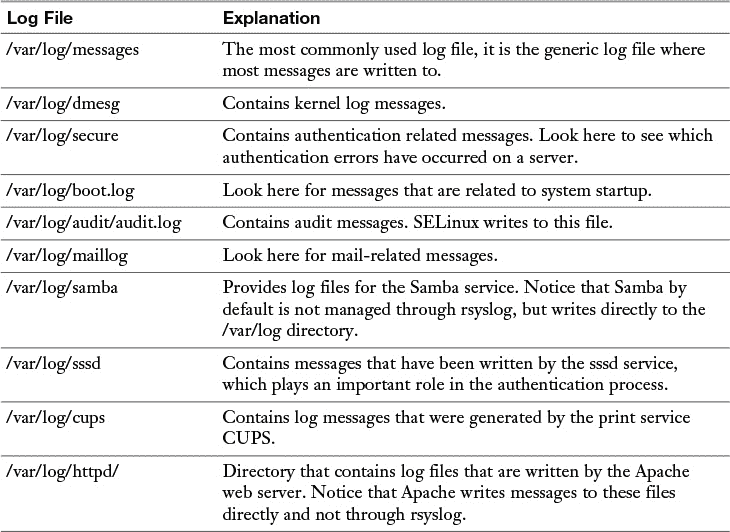 Log File Explanation
/var/log/messages The most commonly used log file, it is the generic log file where
most messages are written to.
/var/log/dmesg Contains kernel log messages.
/var/log/secure Contains authentication related messages. Look here to see which
authentication errors have occurred on a server.
/var/log/boot.log Look here for messages that are related to system startup.
/var/log/audit/audit.log Contains audit messages. SELinux writes to this file.
/var/log/maillog Look here for mail-related messages.
/var/log/samba Provides log files for the Samba service. Notice that Samba by
default is not managed through rsyslog, but writes directly to the
/var/log directory.
/var/log/sssd Contains messages that have been written by the sssd service,
which plays an important role in the authentication process.
/var/log/cups Contains log messages that were generated by the print service
CUPS.
/var/log/httpd/ Directory that contains log files that are written by the Apache
web server. Notice that Apache writes messages to these files
directly and not through rsyslog.